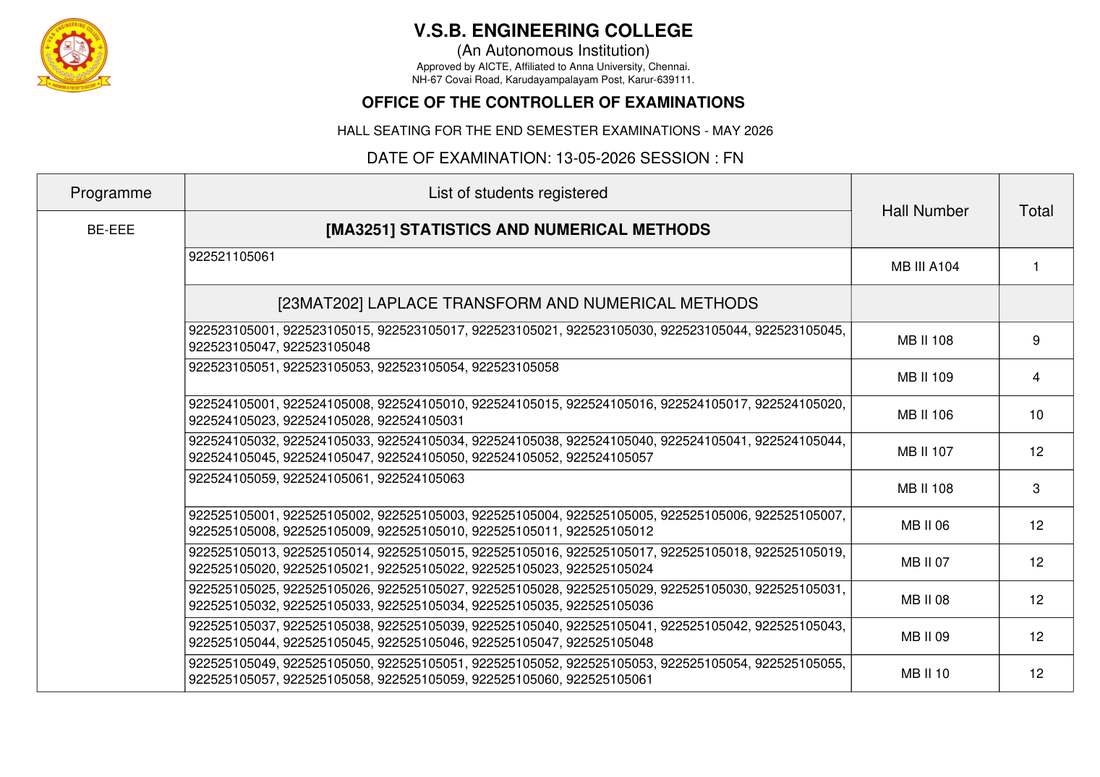 V.S.B. ENGINEERING COLLEGE
(An Autonomous Institution)
Approved by AICTE, Affiliated to Anna University, Chennai.
NH-67 Covai Road, Karudayampalayam Post, Karur-639111.
OFFICE OF THE CONTROLLER OF EXAMINATIONS
HALL SEATING FOR THE END SEMESTER EXAMINATIONS - MAY 2026
DATE OF EXAMINATION: 13-05-2026 SESSION : FN
Programme List of students registered Hall Number Total
BE-EEE [MA3251] STATISTICS AND NUMERICAL METHODS
922521105061 MB III A104 1
[23MAT202] LAPLACE TRANSFORM AND NUMERICAL METHODS
922523105001, 922523105015, 922523105017, 922523105021, 922523105030, 922523105044, 922523105045,
922523105047, 922523105048 MB II 108 9
922523105051, 922523105053, 922523105054, 922523105058 MB II 109 4
922524105001, 922524105008, 922524105010, 922524105015, 922524105016, 922524105017, 922524105020,
922524105023, 922524105028, 922524105031 MB II 106 10
922524105032, 922524105033, 922524105034, 922524105038, 922524105040, 922524105041, 922524105044,
922524105045, 922524105047, 922524105050, 922524105052, 922524105057 MB II 107 12
922524105059, 922524105061, 922524105063 MB II 108 3
922525105001, 922525105002, 922525105003, 922525105004, 922525105005, 922525105006, 922525105007,
922525105008, 922525105009, 922525105010, 922525105011, 922525105012 MB II 06 12
922525105013, 922525105014, 922525105015, 922525105016, 922525105017, 922525105018, 922525105019,
922525105020, 922525105021, 922525105022, 922525105023, 922525105024 MB II 07 12
922525105025, 922525105026, 922525105027, 922525105028, 922525105029, 922525105030, 922525105031,
922525105032, 922525105033, 922525105034, 922525105035, 922525105036 MB II 08 12
922525105037, 922525105038, 922525105039, 922525105040, 922525105041, 922525105042, 922525105043,
922525105044, 922525105045, 922525105046, 922525105047, 922525105048 MB II 09 12
922525105049, 922525105050, 922525105051, 922525105052, 922525105053, 922525105054, 922525105055,
922525105057, 922525105058, 922525105059, 922525105060, 922525105061 MB II 10 12